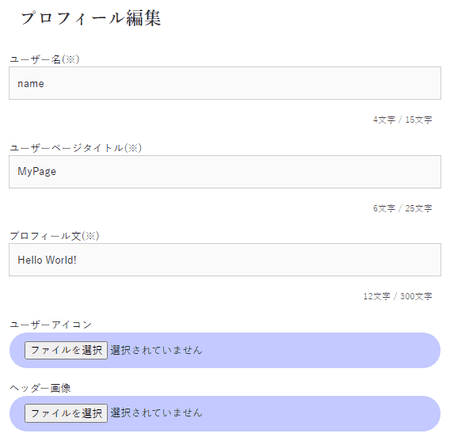 プロフィール編集
ユーザー名(※)
name
4文字 / 15文字
ユーザーページタイトル(※)
MyPage
6文字 / 25文字
プロフィール文(※)
Hello World!
12文字 / 300文字
ユーザーアイコン
ファイルを選択 選択されていません
ヘッダー画像
ファイルを選択 選択されていません